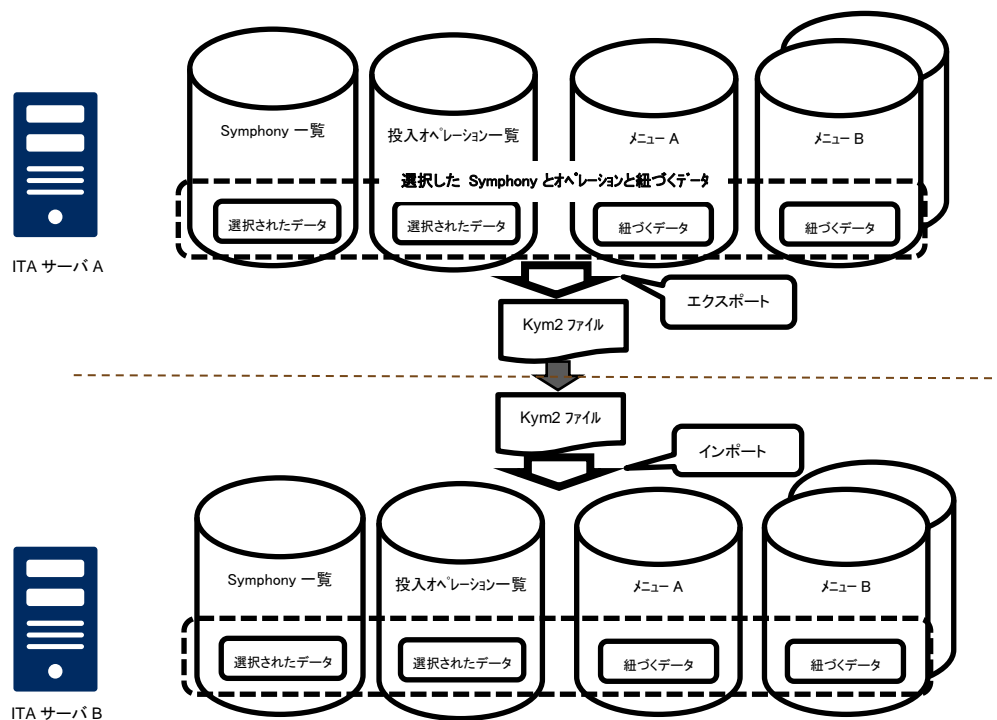 Symphony 一覧
投入オペレーション一覧
メニュー A
メニュー B
選択した Symphony とオペレーションと紐づくデータ
選択されたデータ
選択されたデータ
紐づくデータ
紐づくデータ
ITA サーバ A
エクスポート
Kym2 ファイル
Kym2 ファイル
インポート
Symphony 一覧
投入オペレーション一覧
メニュー A
メニュー B
選択されたデータ
選択されたデータ
紐づくデータ
紐づくデータ
ITA サーバ B